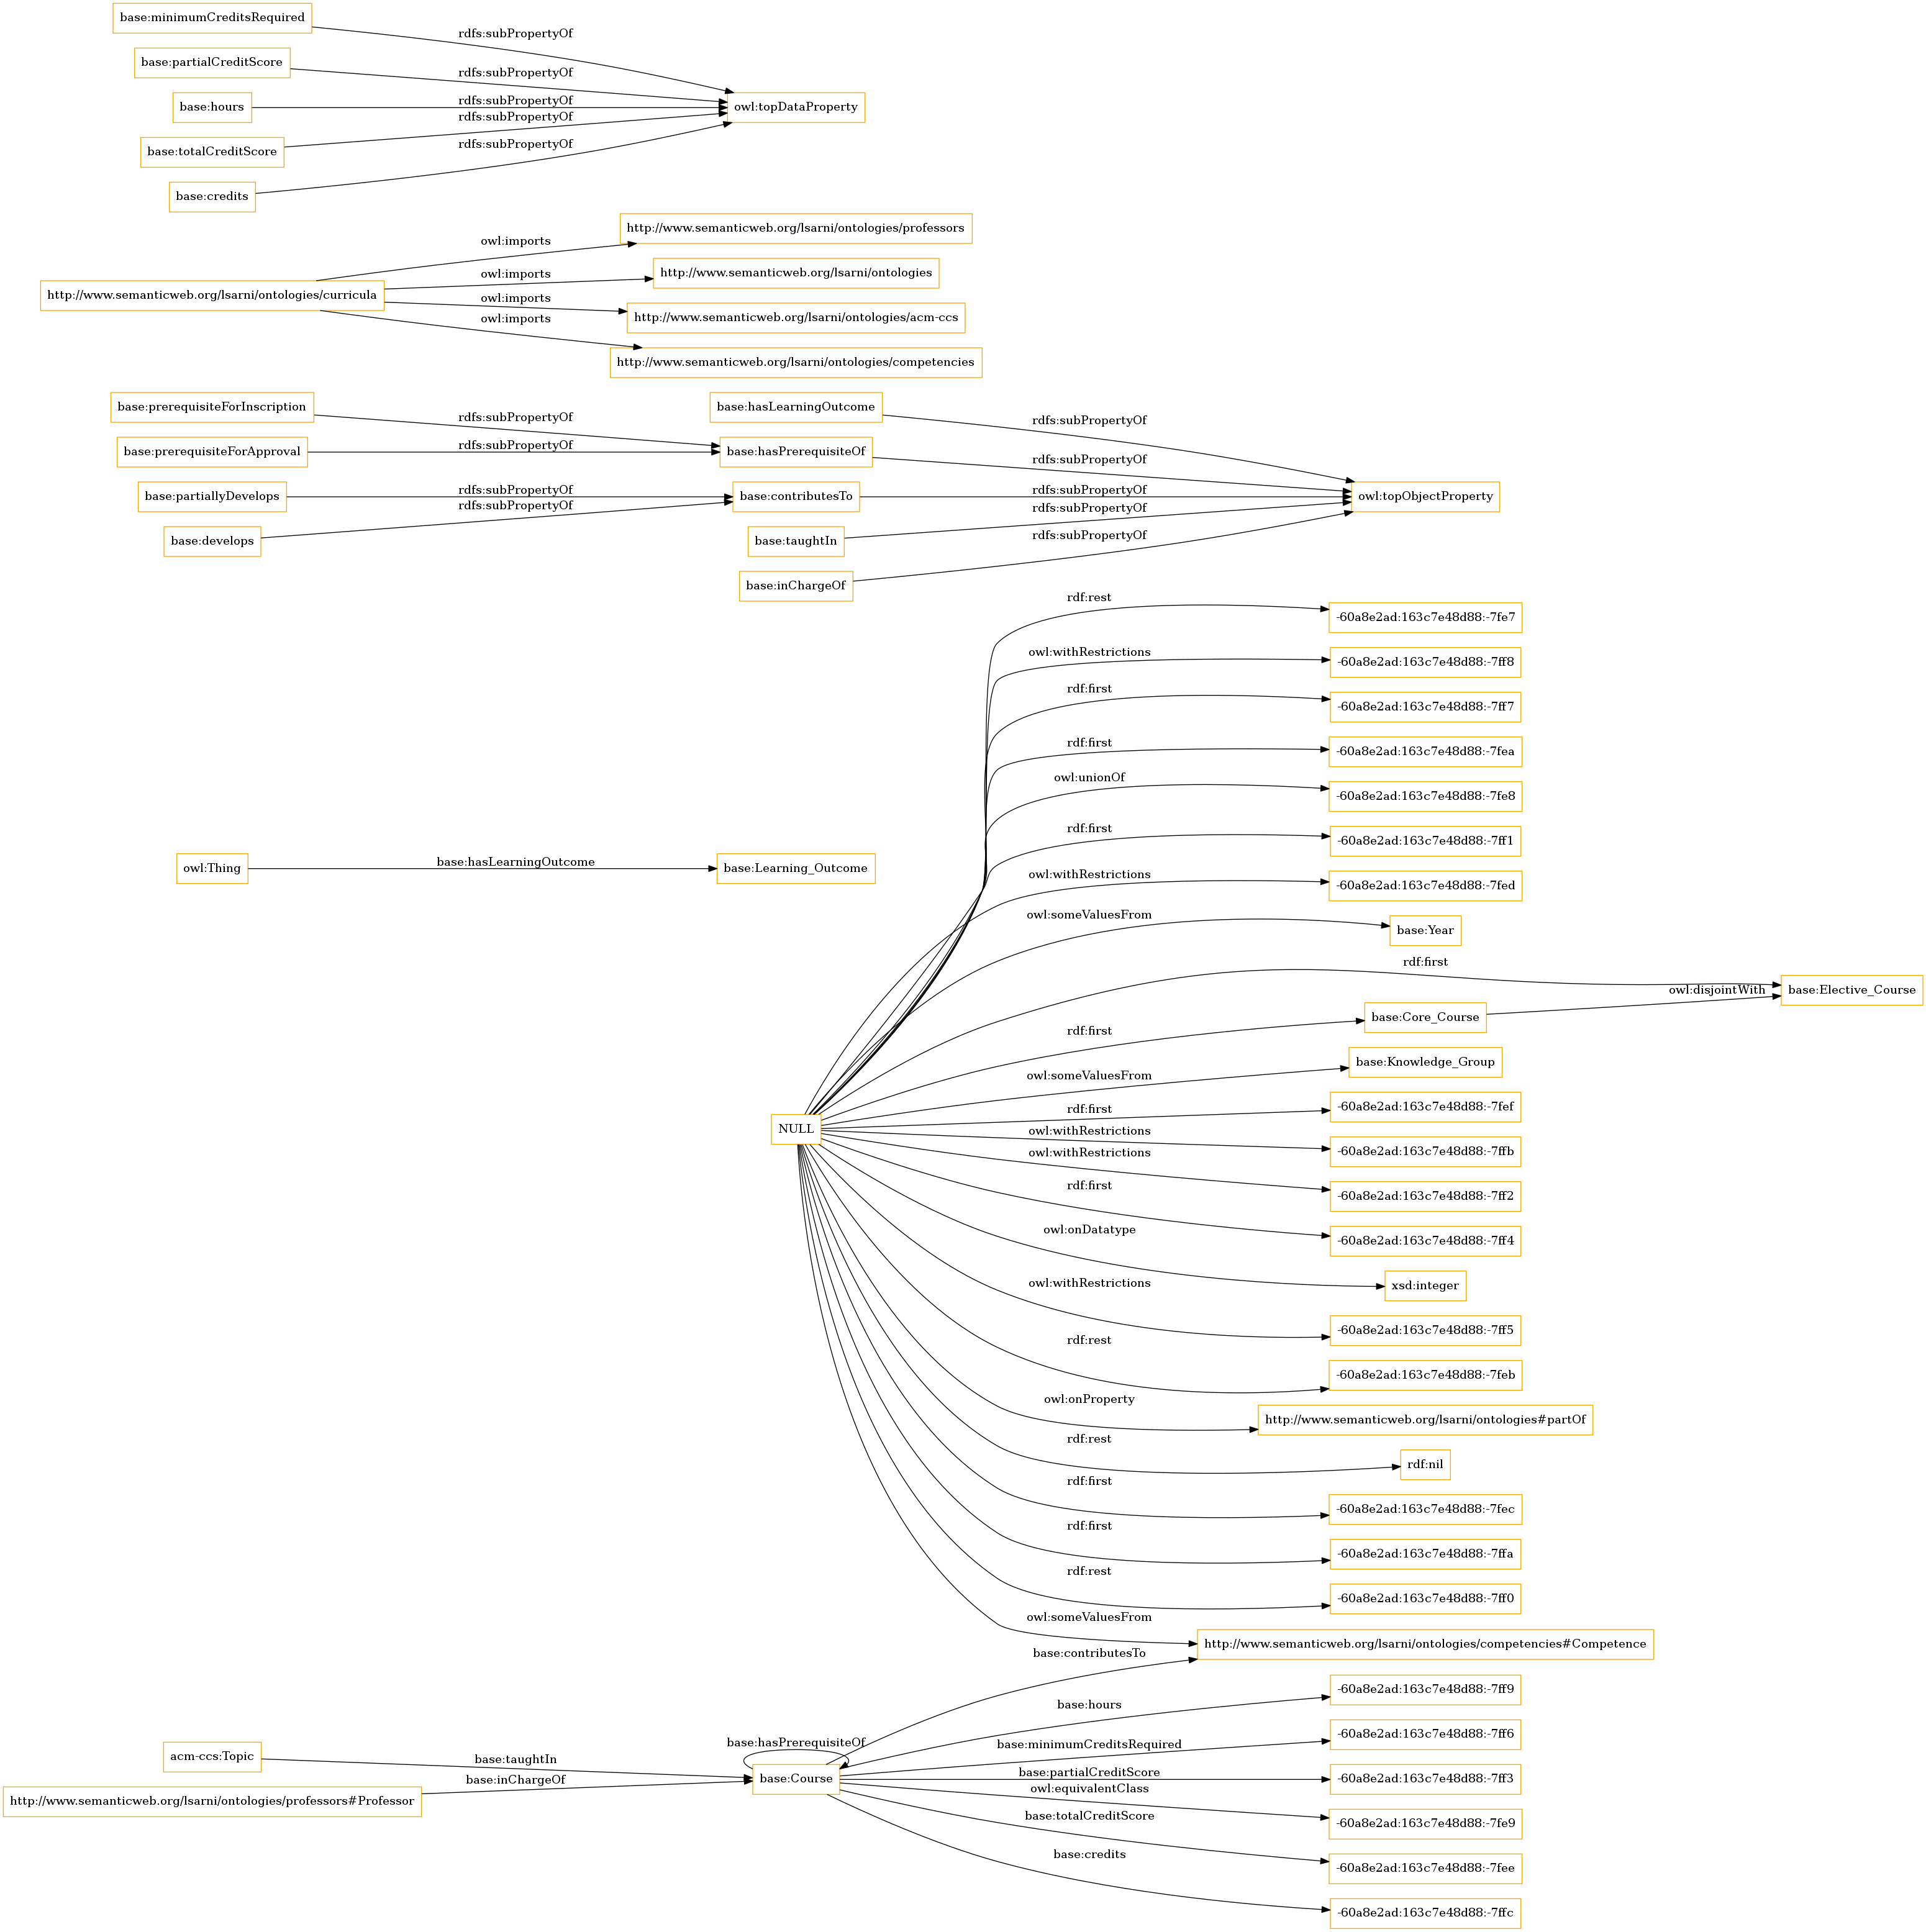 base:minimumCreditsRequired
rdfs:subPropertyOf
base:partialCreditScore
rdfs:subPropertyOf
base:hours
rdfs:subPropertyOf
owl:topDataProperty
rdfs:subPropertyOf
base:totalCreditScore
rdfs:subPropertyOf
base:credits
http://www.semanticweb.org/lsarni/ontologies/professors
owl:imports
http://www.semanticweb.org/lsarni/ontologies
owl:imports
http://www.semanticweb.org/lsarni/ontologies/curricula
owl:imports
http://www.semanticweb.org/lsarni/ontologies/acm-ccs
owl:imports
http://www.semanticweb.org/lsarni/ontologies/competencies
base:prerequisiteForInscription
rdfs:subPropertyOf
base:hasLearningOutcome
rdfs:subPropertyOf
base:prerequisiteForApproval
rdfs:subPropertyOf
base:hasPrerequisiteOf
rdfs:subPropertyOf
base:partiallyDevelops
rdfs:subPropertyOf
base:contributesTo
rdfs:subPropertyOf
owl:topObjectProperty
rdfs:subPropertyOf
rdfs:subPropertyOf
base:develops
base:taughtIn
rdfs:subPropertyOf
base:inChargeOf
rdf:rest
-60a8e2ad:163c7e48d88:-7fe7
owl:withRestrictions
-60a8e2ad:163c7e48d88:-7ff8
rdf:first
-60a8e2ad:163c7e48d88:-7ff7
rdf:first
-60a8e2ad:163c7e48d88:-7fea
owl:unionOf
-60a8e2ad:163c7e48d88:-7fe8
rdf:first
-60a8e2ad:163c7e48d88:-7ff1
owl:Thing
base:hasLearningOutcome
base:Learning_Outcome
owl:withRestrictions
-60a8e2ad:163c7e48d88:-7fed
owl:someValuesFrom
base:Year
rdf:first
base:Elective_Course
owl:disjointWith
rdf:first
base:Core_Course
owl:someValuesFrom
base:Knowledge_Group
rdf:first
-60a8e2ad:163c7e48d88:-7fef
NULL
owl:withRestrictions
-60a8e2ad:163c7e48d88:-7ffb
owl:withRestrictions
-60a8e2ad:163c7e48d88:-7ff2
rdf:first
-60a8e2ad:163c7e48d88:-7ff4
owl:onDatatype
xsd:integer
owl:withRestrictions
-60a8e2ad:163c7e48d88:-7ff5
rdf:rest
-60a8e2ad:163c7e48d88:-7feb
owl:onProperty
http://www.semanticweb.org/lsarni/ontologies#partOf
rdf:rest
rdf:nil
rdf:first
-60a8e2ad:163c7e48d88:-7fec
rdf:first
-60a8e2ad:163c7e48d88:-7ffa
rdf:rest
-60a8e2ad:163c7e48d88:-7ff0
owl:someValuesFrom
http://www.semanticweb.org/lsarni/ontologies/competencies#Competence
base:contributesTo
-60a8e2ad:163c7e48d88:-7ff9
base:hours
base:hasPrerequisiteOf
base:minimumCreditsRequired
-60a8e2ad:163c7e48d88:-7ff6
acm-ccs:Topic
base:taughtIn
base:Course
base:partialCreditScore
-60a8e2ad:163c7e48d88:-7ff3
base:inChargeOf
http://www.semanticweb.org/lsarni/ontologies/professors#Professor
owl:equivalentClass
-60a8e2ad:163c7e48d88:-7fe9
base:totalCreditScore
-60a8e2ad:163c7e48d88:-7fee
base:credits
-60a8e2ad:163c7e48d88:-7ffc